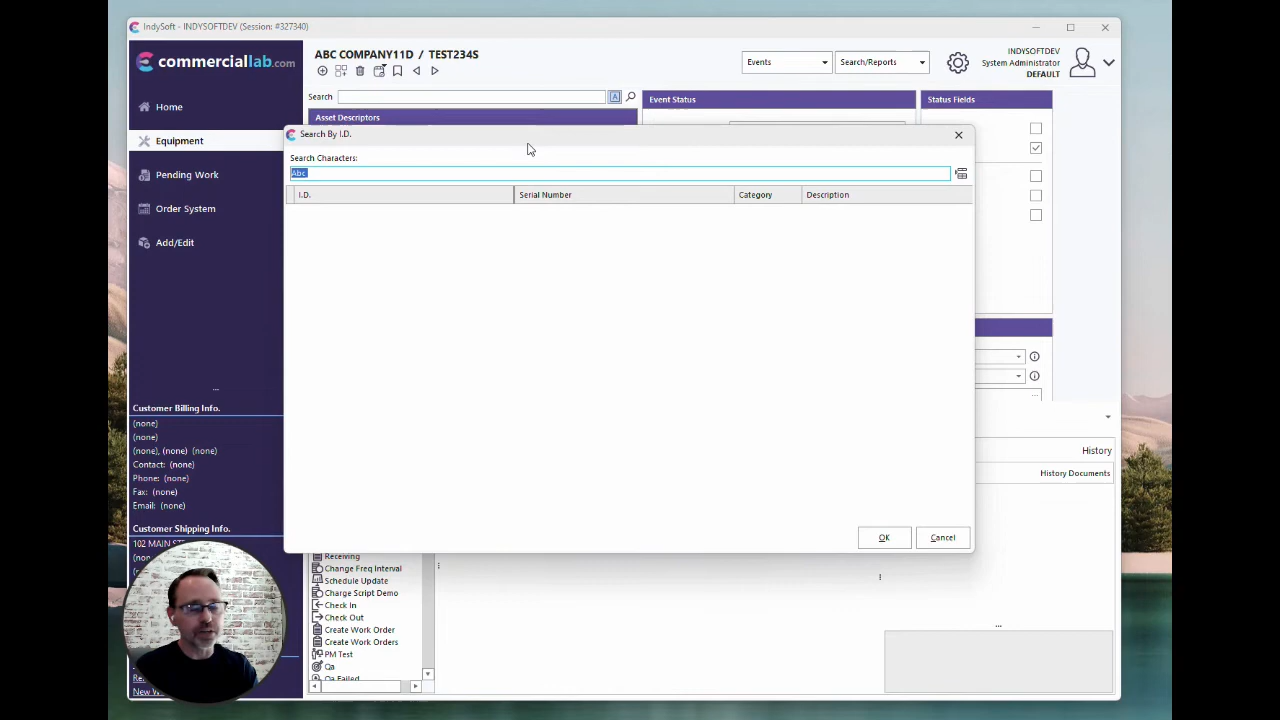 IndySoft - INDYSOFTDEV (Session: #327340)
commerciallab.com
ABC COMPANY11D / TEST234S
Events
Search/Reports
INDYSOFTDEV
System Administrator
DEFAULT
Home
Equipment
Pending Work
Order System
Add/Edit
Search
A
Asset Descriptors
Event Status
Status Fields
Search By I.D.
Search Characters:
Abc
I.D.
Serial Number
Category
Description
OK
Cancel
...
Customer Billing Info.
(none)
(none)
(none), (none) (none)
Contact: (none)
Phone: (none)
Fax: (none)
Email: (none)
Customer Shipping Info.
102 MAIN
History
History Documents
Receiving
Change Freq Interval
Schedule Update
Charge Script Demo
Check In
Check Out
Create Work Order
Create Work Orders
PM Test
Qa
Qa Failed
...
New W